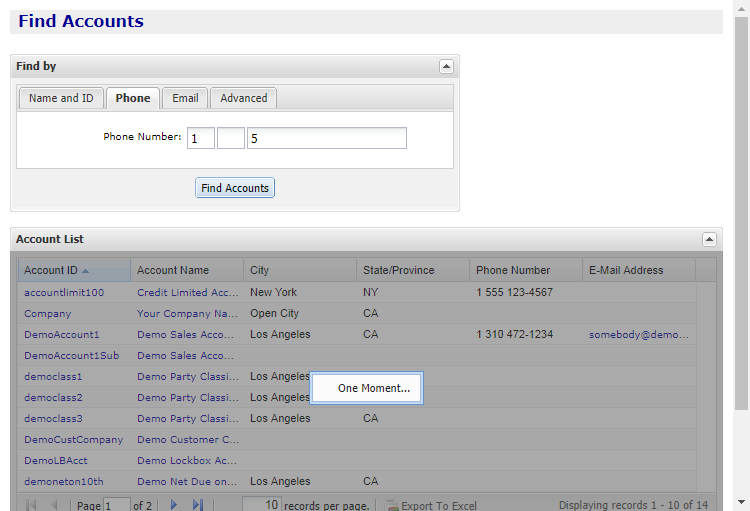 Find Accounts
Find by
Name and ID Phone Email Advanced
Phone Number: 1 5
Find Accounts
Account List
Account ID Account Name City State/Province Phone Number E-Mail Address
accountlimit100 Credit Limited Acc... New York NY 1 555 123-4567
Company Your Company Na... Open City CA
DemoAccount1 Demo Sales Acco... Los Angeles CA 1 310 472-1234 somebody@demo...
DemoAccount1Sub Demo Sales Acco...
democlass1 Demo Party Classi... Los Angeles
One Moment...
democlass2 Demo Party Classi... Los Angeles
democlass3 Demo Party Classi... Los Angeles CA
DemoCustCompany Demo Customer C...
DemoLBAcct Demo Lockbox Ac...
demoneton10th Demo Net Due on... Los Angeles CA
Page 1 of 2 10 records per page. Export To Excel Displaying records 1 - 10 of 14